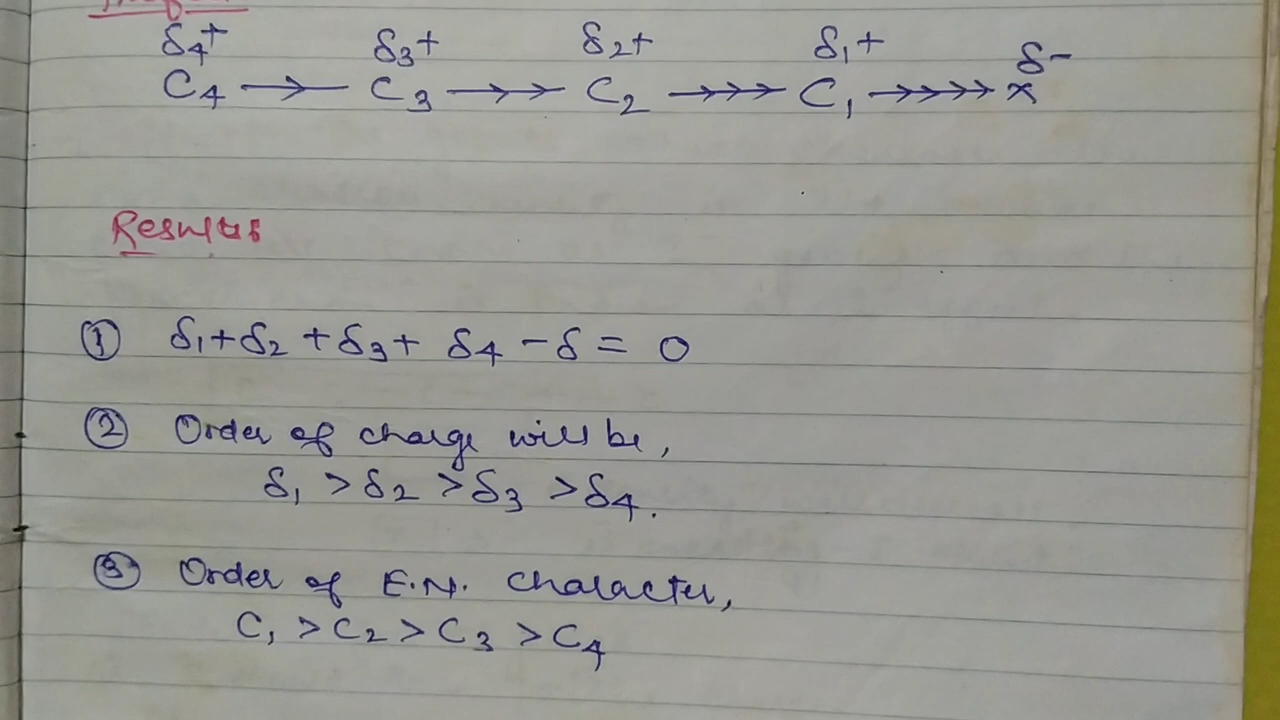 δ₄+ δ₃+ δ₂+ δ₁+ δ-
C₄ → C₃ →→ C₂ →→→ C₁ →→→→ x
Results
① δ₁+δ₂ +δ₃+ δ₄ -δ = 0
② Order of charge will be,
δ₁ >δ₂ >δ₃ >δ₄.
③ Order of E.N. character,
C₁ >C₂ >C₃ >C₄